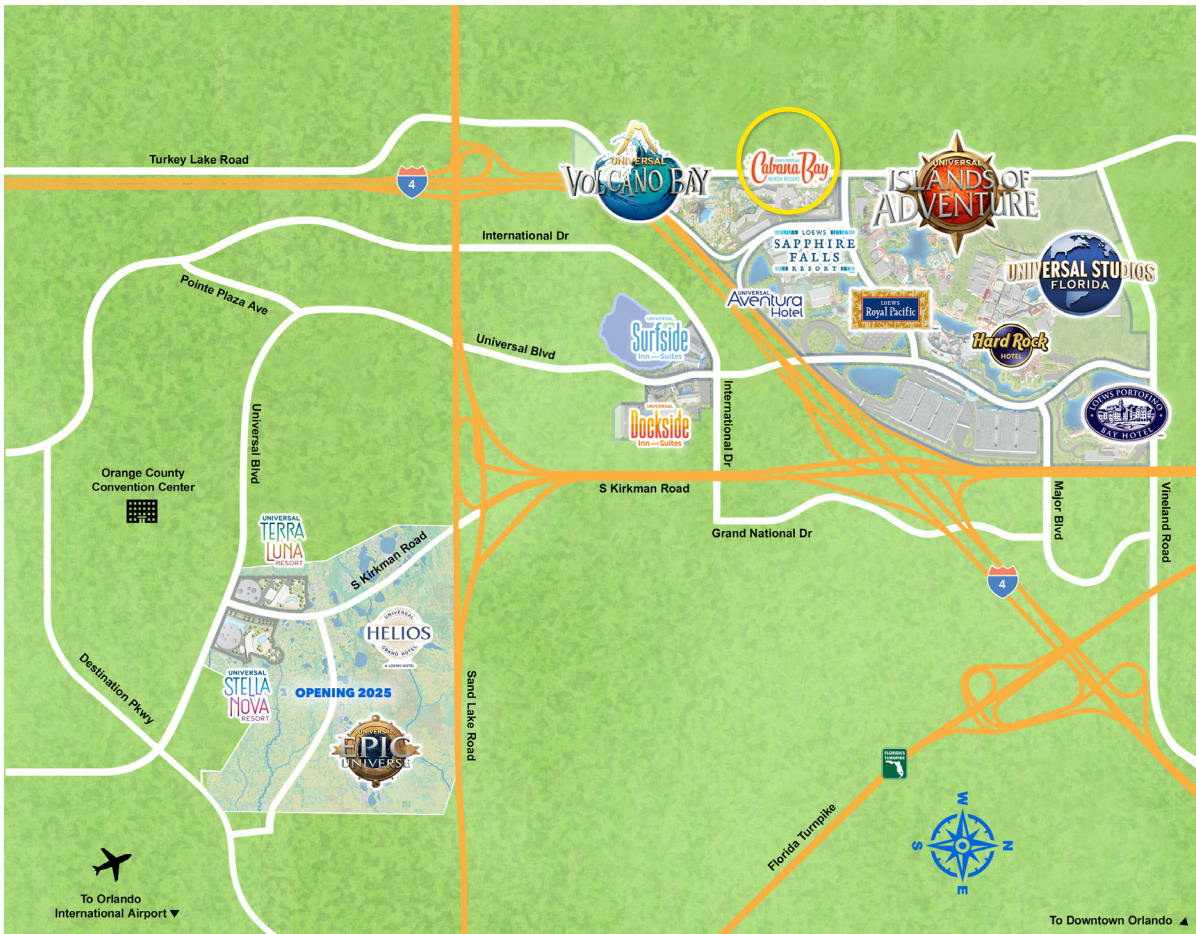 Turkey Lake Road
4
UNIVERSAL
VOLCANO BAY
UNIVERSAL
Cabana Bay
BEACH RESORT
UNIVERSAL
ISLANDS OF
ADVENTURE
International Dr
LOEWS
SAPPHIRE
FALLS
RESORT
UNIVERSAL STUDIOS
FLORIDA
Pointe Plaza Ave
UNIVERSAL
Aventura
Hotel
LOEWS
Royal Pacific
UNIVERSAL
Surfside
Inn and Suites
Hard Rock
HOTEL
Universal Blvd
UNIVERSAL
Dockside
Inn and Suites
International Dr
LOEWS PORTOFINO
BAY HOTEL
Universal Blvd
Orange County
Convention Center
S Kirkman Road
Major Blvd
Vineland Road
Grand National Dr
UNIVERSAL
TERRA
LUNA
RESORT
S Kirkman Road
4
UNIVERSAL
HELIOS
GRAND HOTEL
A LOEWS HOTEL
Destination Pkwy
UNIVERSAL
STELLA
NOVA
RESORT
OPENING 2025
Sand Lake Road
UNIVERSAL
EPIC
UNIVERSE
FLORIDA'S
TURNPIKE
Florida Turnpike
W
S
N
E
To Orlando
International Airport ▼
To Downtown Orlando ▲